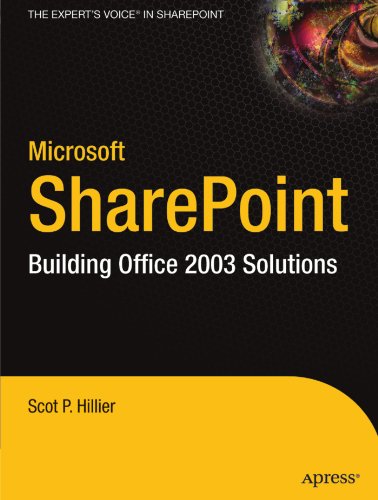 THE EXPERT'S VOICE® IN SHAREPOINT
Microsoft
SharePoint
Building Office 2003 Solutions
Scot P. Hillier
Apress®